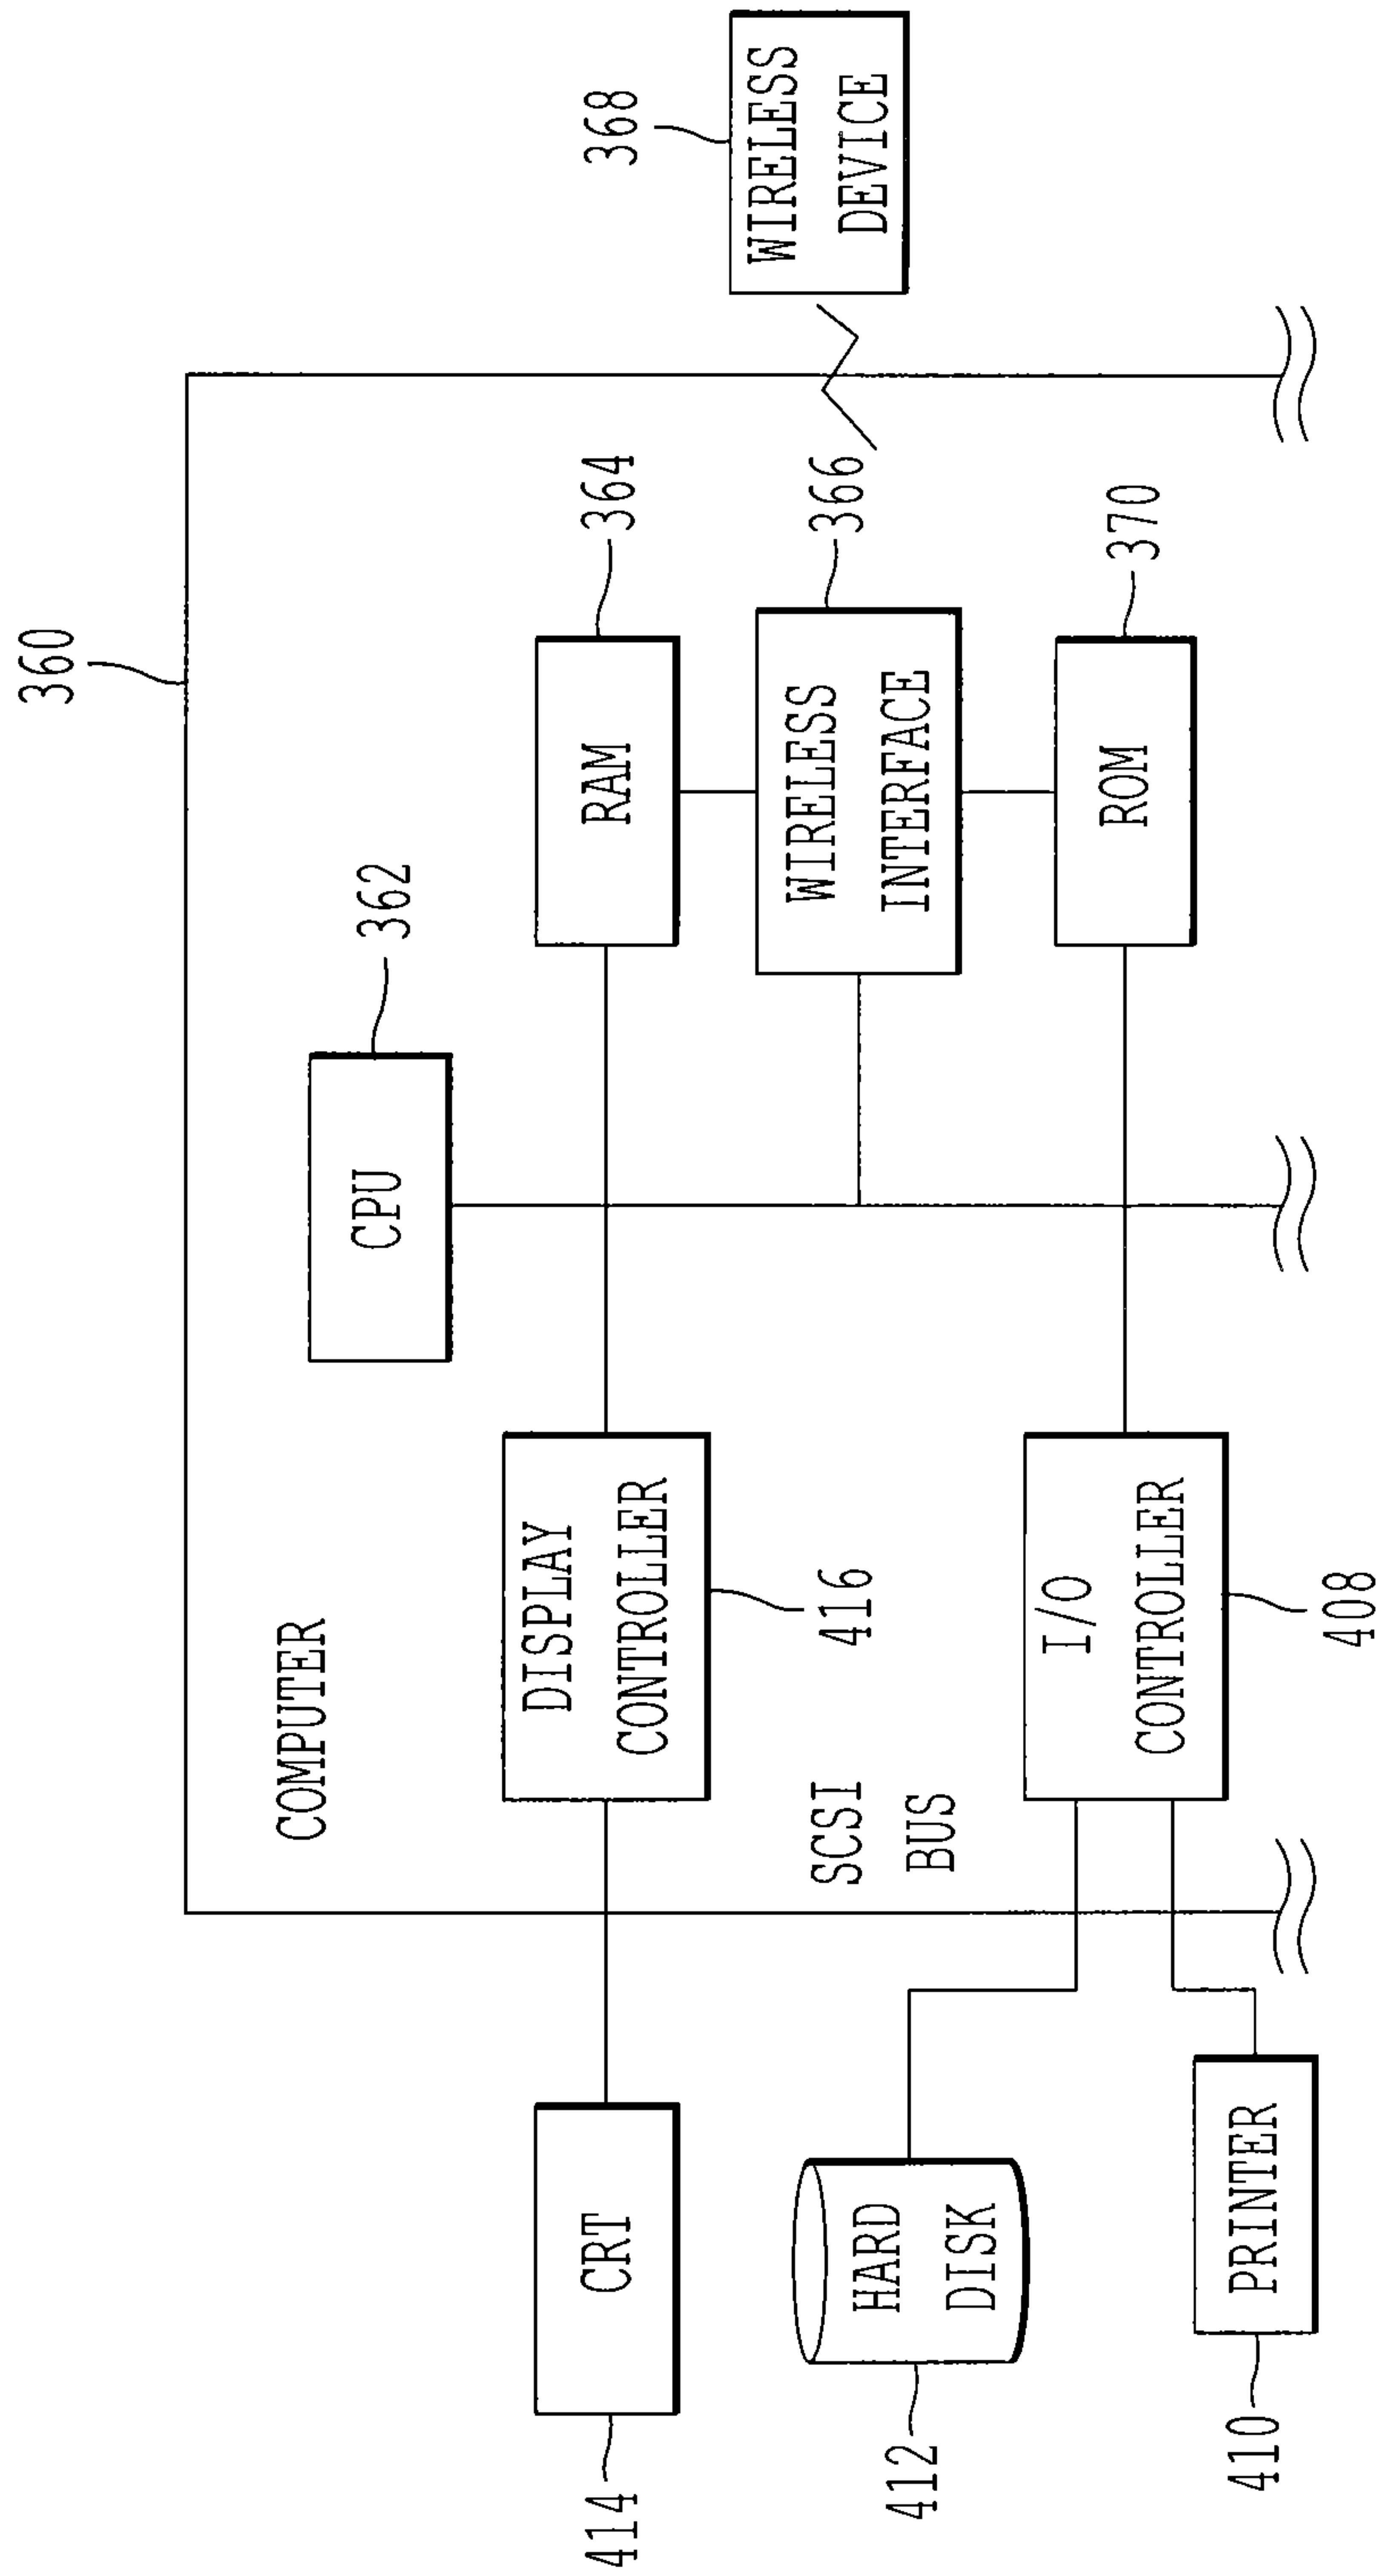 360
COMPUTER
CPU
362
414
CRT
DISPLAY
CONTROLLER
416
RAM
364
368
WIRELESS
DEVICE
412
HARD
DISK
SCSI
BUS
WIRELESS
INTERFACE
366
410
PRINTER
I/O
CONTROLLER
408
ROM
370